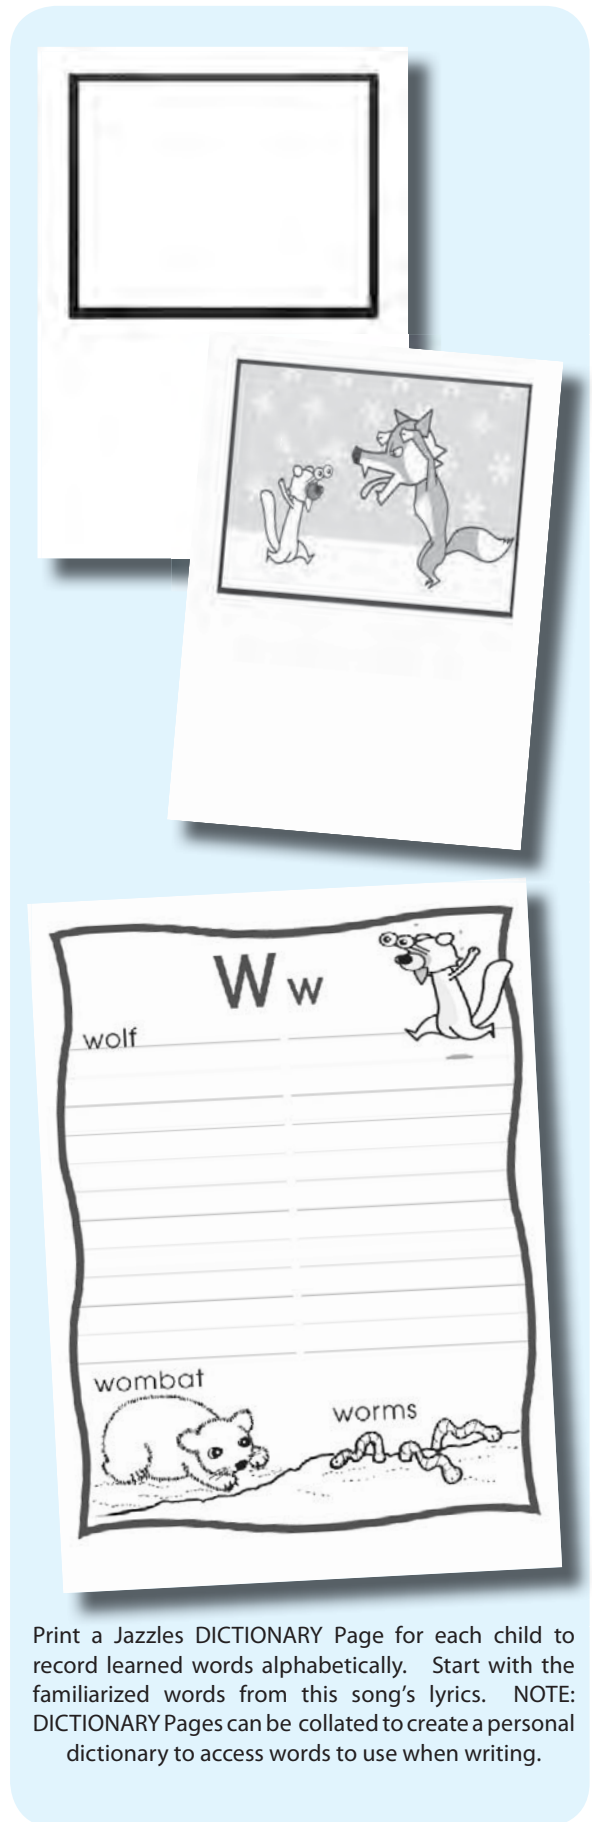 W w
wolf
wombat
worms
Print a Jazzles DICTIONARY Page for each child to
record learned words alphabetically. Start with the
familiarized words from this song's lyrics. NOTE:
DICTIONARY Pages can be collated to create a personal
dictionary to access words to use when writing.